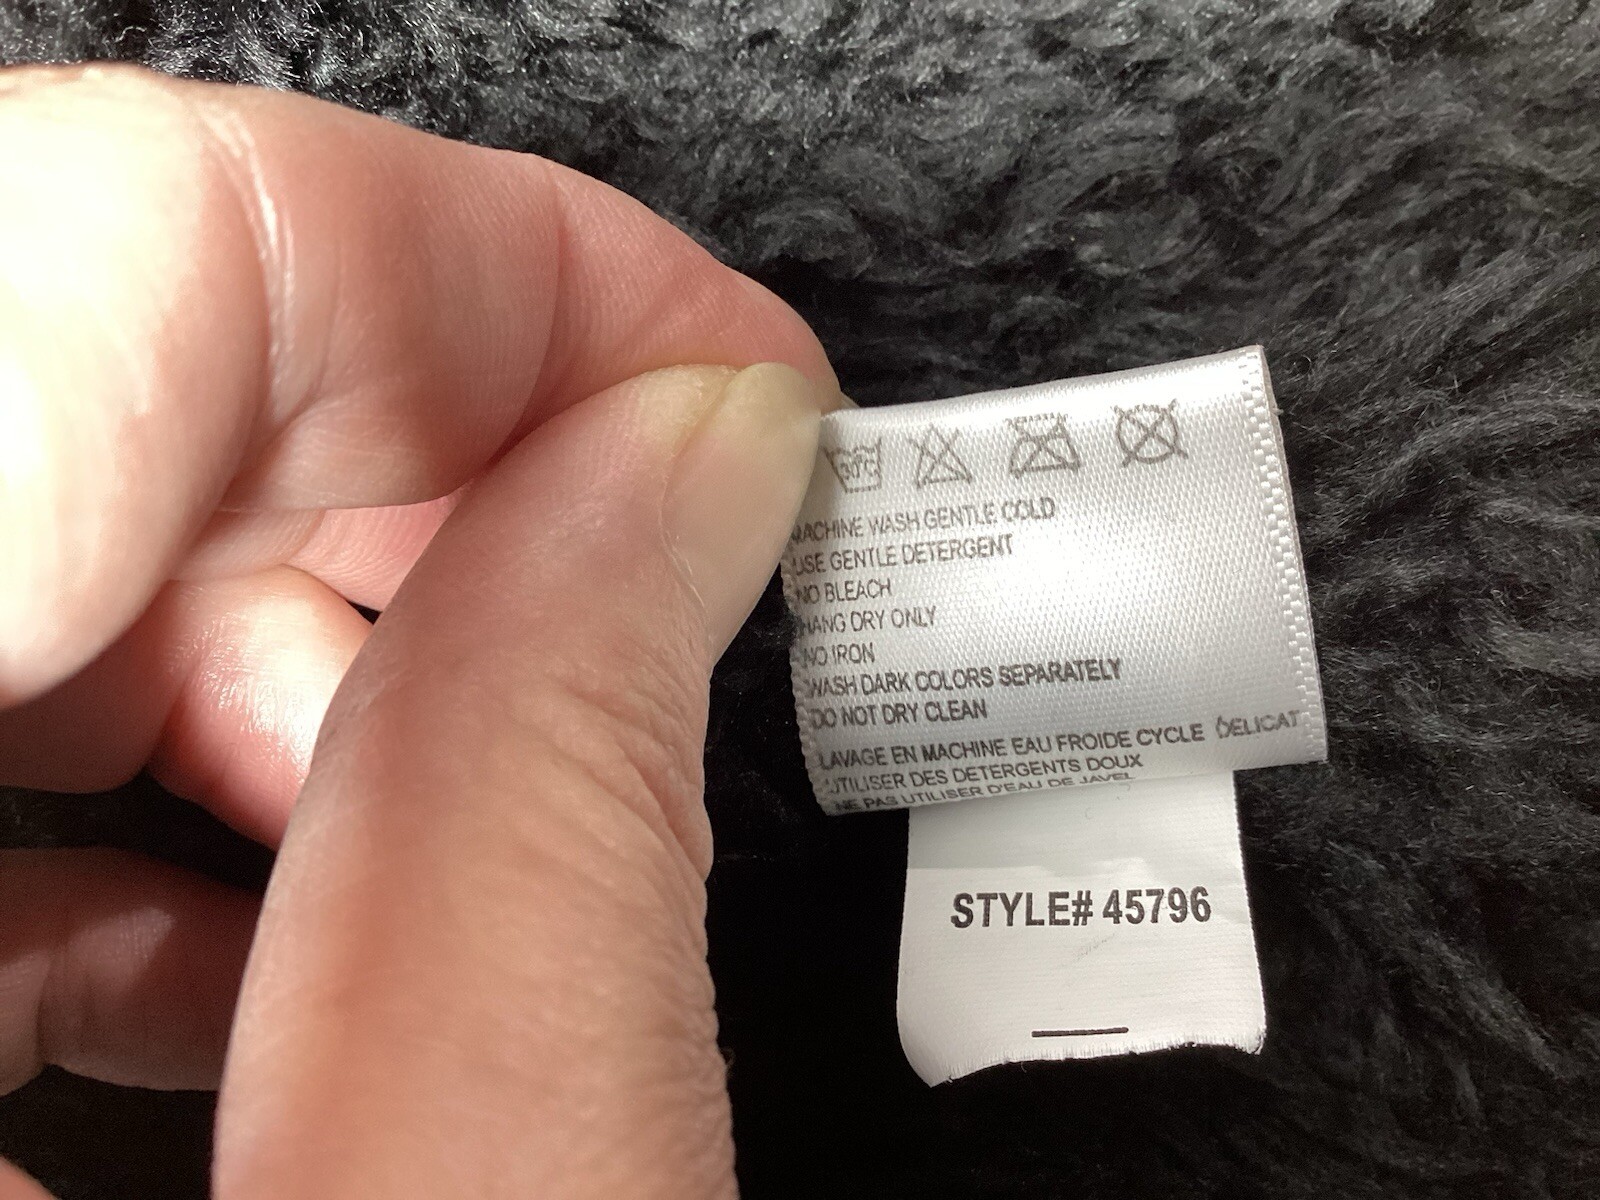 30°C
MACHINE WASH GENTLE COLD
USE GENTLE DETERGENT
NO BLEACH
HANG DRY ONLY
NO IRON
WASH DARK COLORS SEPARATELY
DO NOT DRY CLEAN
LAVAGE EN MACHINE EAU FROIDE CYCLE DELICAT
UTILISER DES DETERGENTS DOUX
NE PAS UTILISER D'EAU DE JAVEL
STYLE# 45796